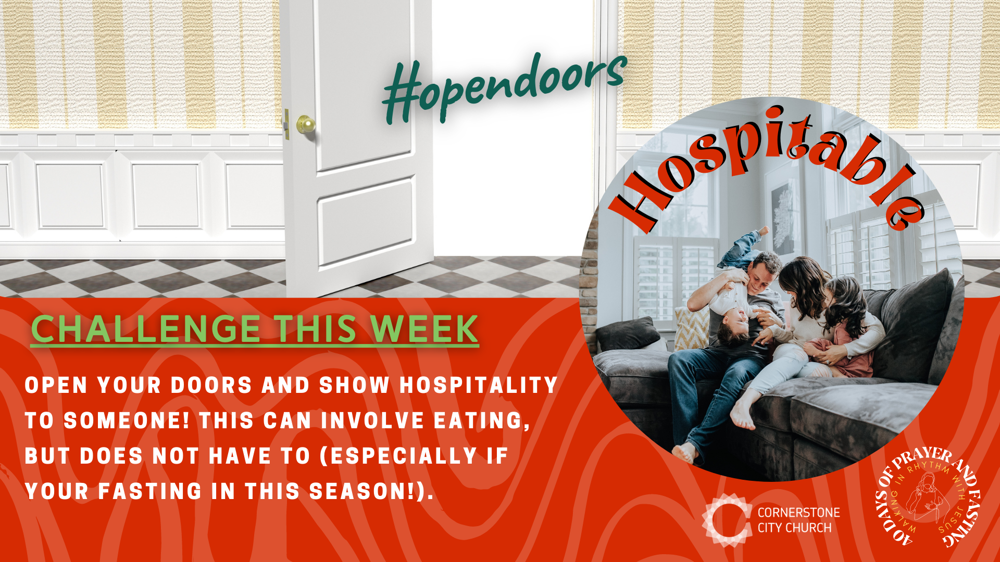 #opendoors
Hospitable
CHALLENGE THIS WEEK
OPEN YOUR DOORS AND SHOW HOSPITALITY
TO SOMEONE! THIS CAN INVOLVE EATING,
BUT DOES NOT HAVE TO (ESPECIALLY IF
YOUR FASTING IN THIS SEASON!).
CORNERSTONE
CITY CHURCH
40 DAYS OF PRAYER AND FASTING
WALKING IN RHYTHM WITH JESUS